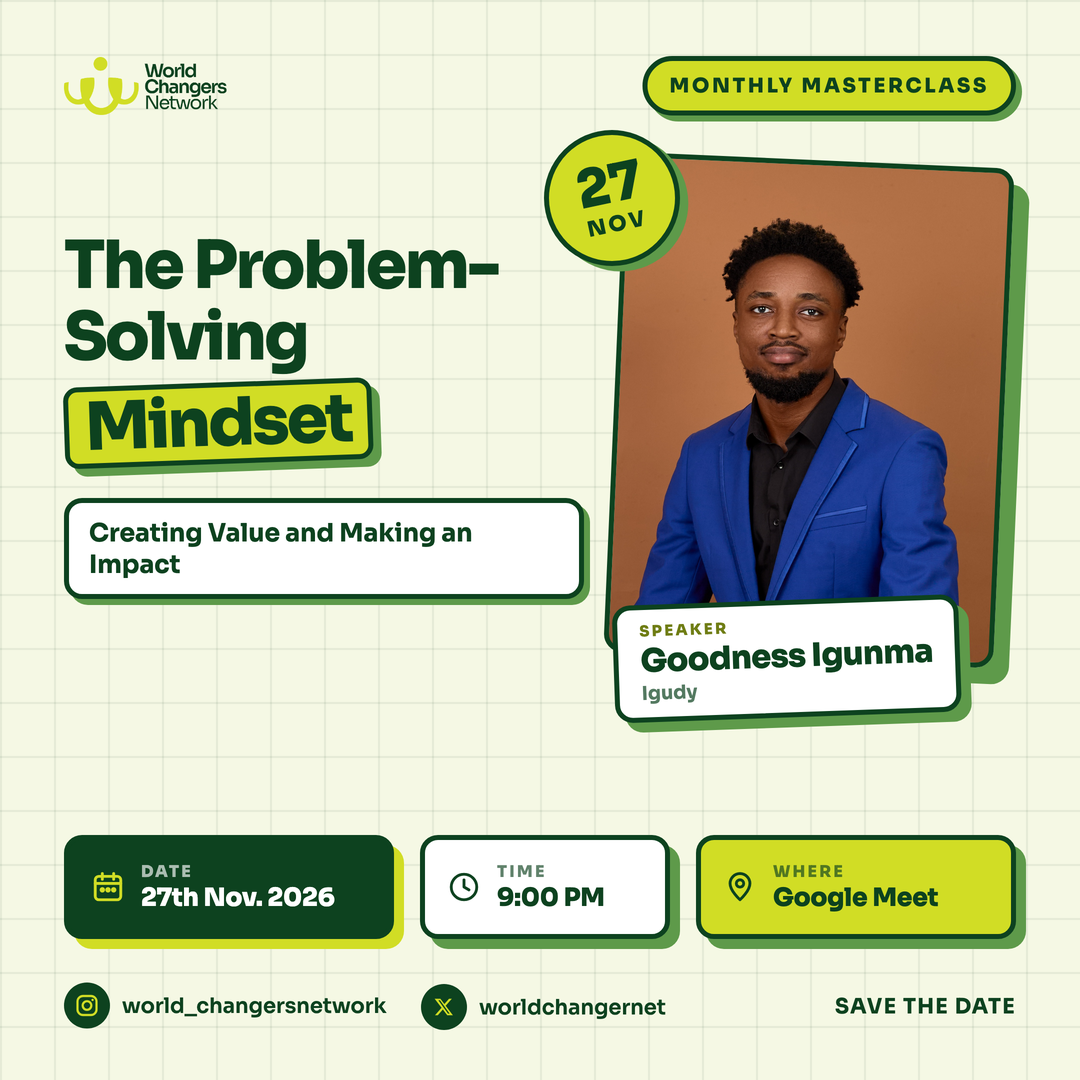 World
Changers
Network
MONTHLY MASTERCLASS
27
NOV
The Problem-
Solving
Mindset
Creating Value and Making an
Impact
SPEAKER
Goodness Igunma
Igudy
DATE
27th Nov. 2026
TIME
9:00 PM
WHERE
Google Meet
world_changersnetwork
worldchangernet
SAVE THE DATE